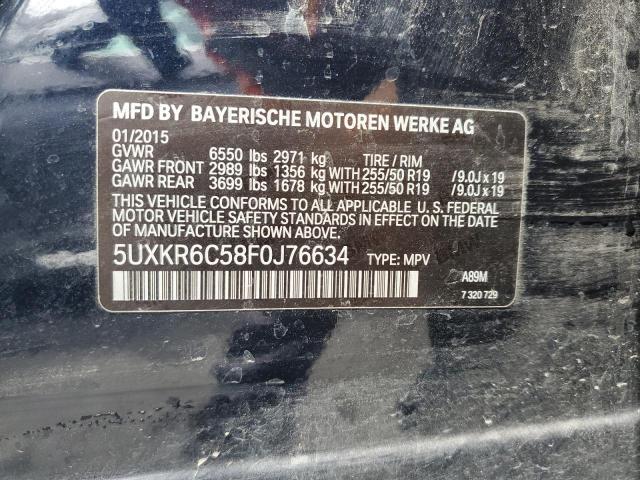 MFD BY BAYERISCHE MOTOREN WERKE AG
01/2015
GVWR 6550 lbs 2971 kg TIRE / RIM
GAWR FRONT 2989 lbs 1356 kg WITH 255/50 R19 /9.0J x 19
GAWR REAR 3699 lbs 1678 kg WITH 255/50 R19 /9.0J x 19
THIS VEHICLE CONFORMS TO ALL APPLICABLE U. S. FEDERAL
MOTOR VEHICLE SAFETY STANDARDS IN EFFECT ON THE DATE
OF MANUFACTURE SHOWN ABOVE.
5UXKR6C58F0J76634 TYPE: MPV
A89M
7 320 729